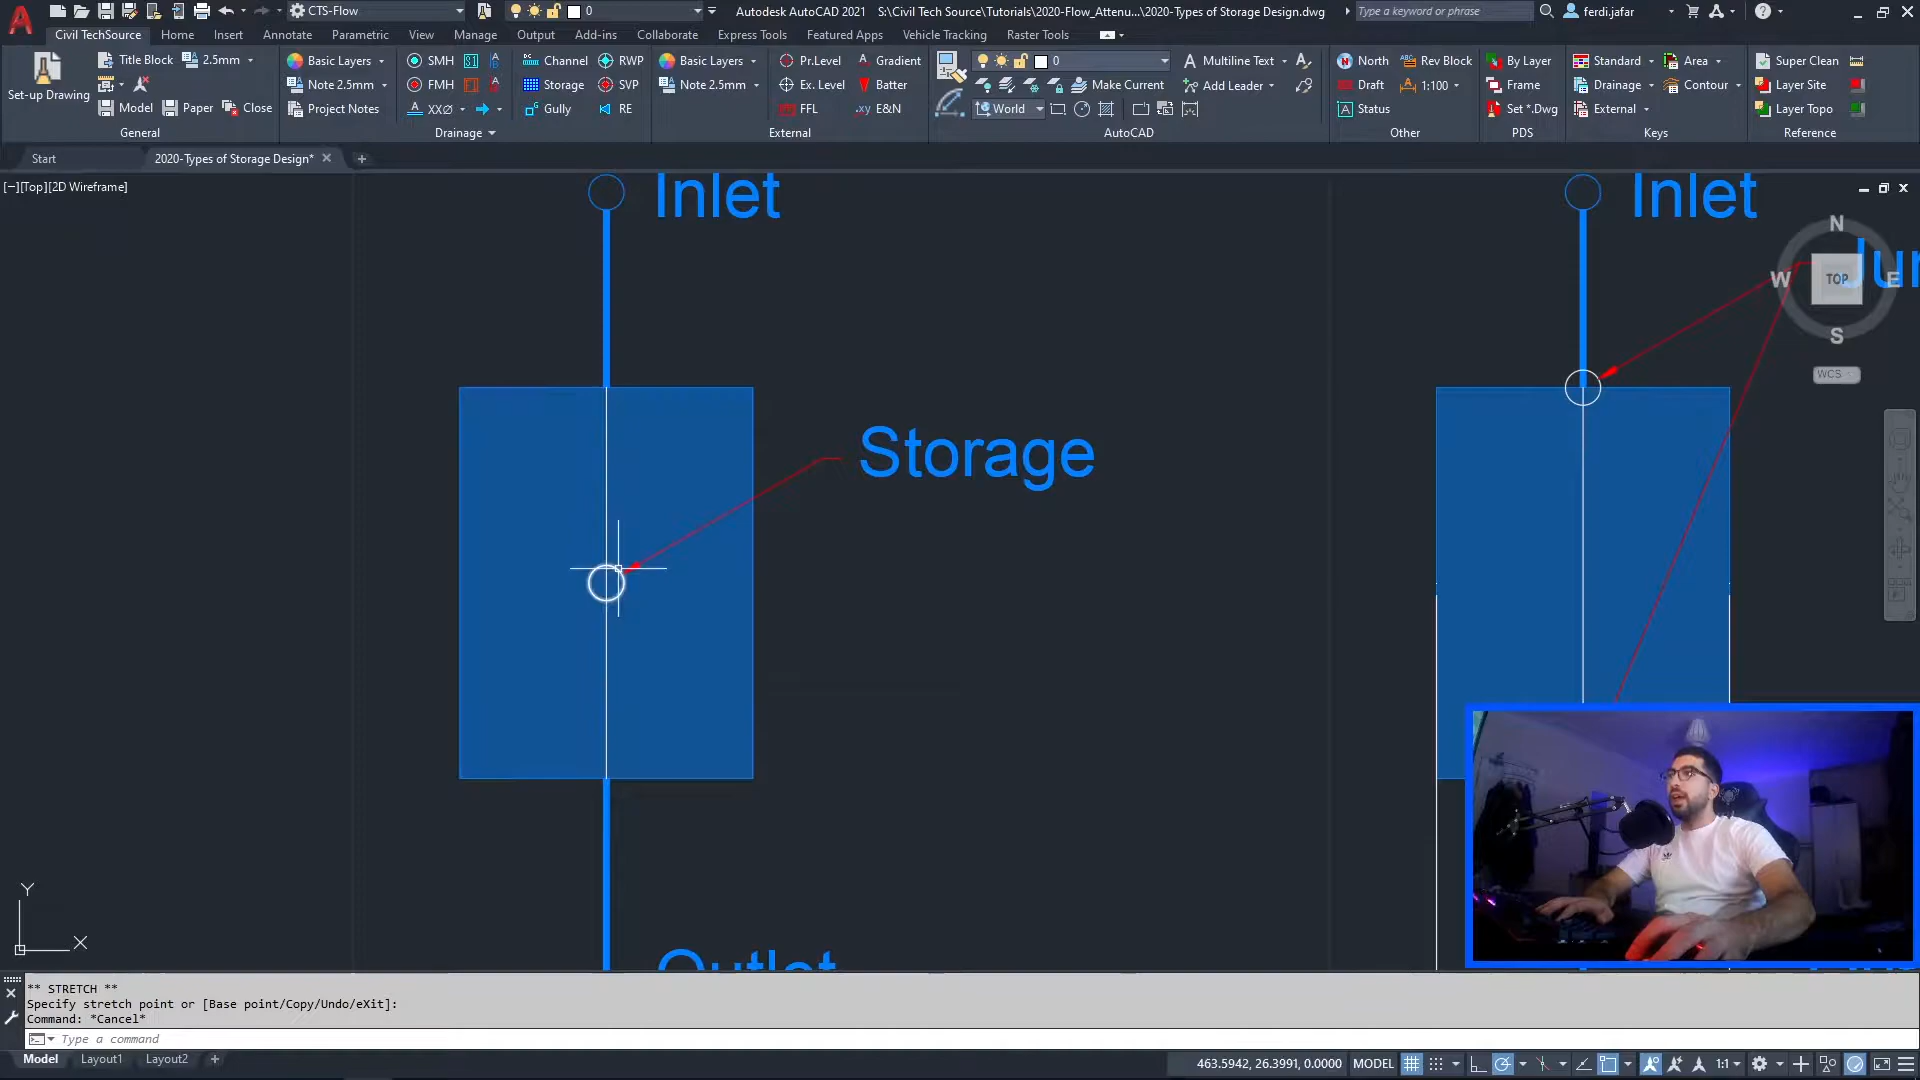 CTS-Flow
0
Autodesk AutoCAD 2021 S:\Civil Tech Source\Tutorials\2020-Flow_Attenu...\2020-Types of Storage Design.dwg
Type a keyword or phrase
ferdi.jafar
Civil TechSource Home Insert Annotate Parametric View Manage Output Add-ins Collaborate Express Tools Featured Apps Vehicle Tracking Raster Tools
Title Block 2.5mm
Basic Layers
SMH
Channel
RWP
Basic Layers
Pr.Level
Gradient
0
Multiline Text
North
Rev Block
By Layer
Standard
Area
Super Clean
Set-up Drawing
Note 2.5mm
FMH
Storage
SVP
Note 2.5mm
Ex. Level
Batter
Make Current
Add Leader
Draft
1:100
Frame
Drainage
Contour
Layer Site
Model Paper Close
Project Notes
XXØ
Gully
RE
FFL
E&N
World
Status
Set *.Dwg
External
Layer Topo
General
Drainage
External
AutoCAD
Other
PDS
Keys
Reference
Start
2020-Types of Storage Design*
[−][Top][2D Wireframe]
Inlet
Inlet
N
W TOP E
S
WCS
Storage
Y
X
** STRETCH **
Specify stretch point or [Base point/Copy/Undo/eXit]:
Command: *Cancel*
Type a command
Model Layout1 Layout2
463.5942, 26.3991, 0.0000 MODEL
1:1